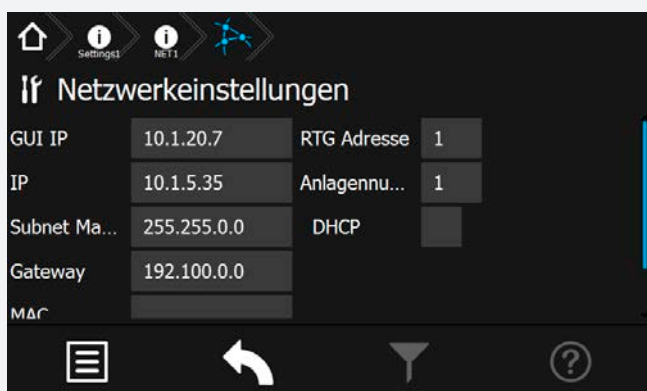 Settings1 NET1
Netzwerkeinstellungen
GUI IP 10.1.20.7 RTG Adresse 1
IP 10.1.5.35 Anlagennu... 1
Subnet Ma... 255.255.0.0 DHCP
Gateway 192.100.0.0
MAC